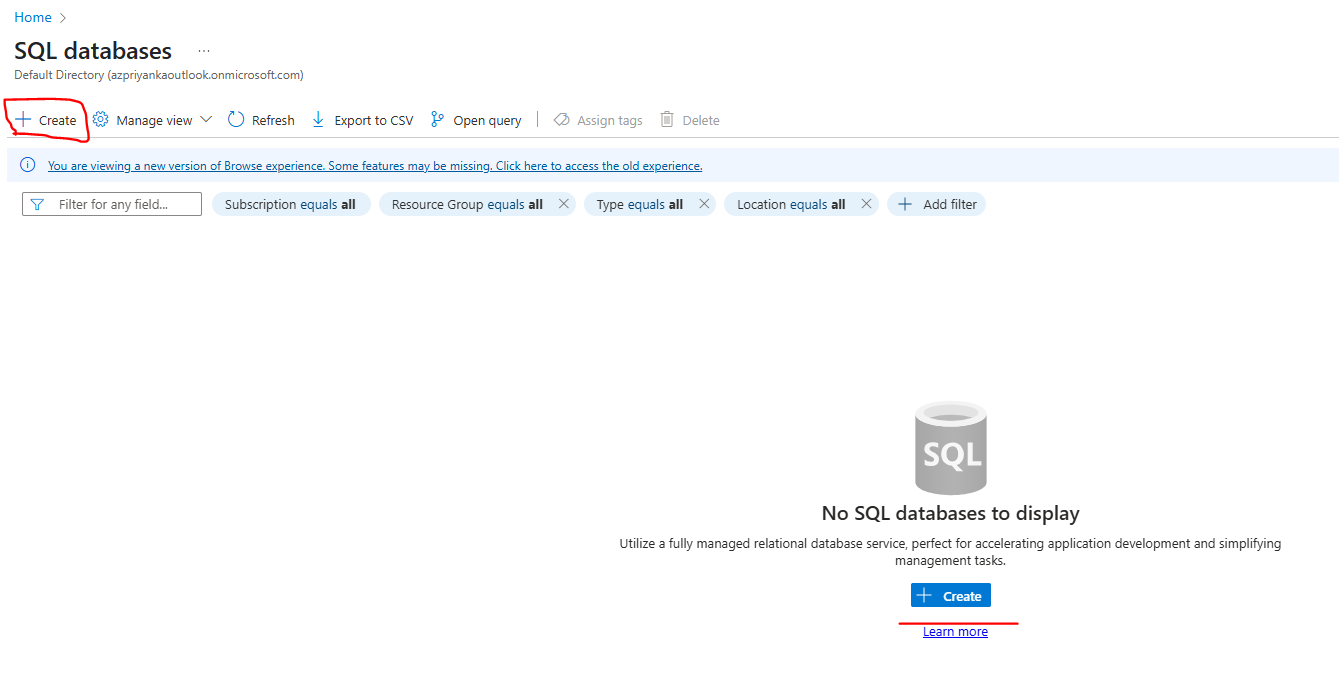 Home
SQL databases ...
Default Directory (azpriyankaoutlook.onmicrosoft.com)
Create Manage view Refresh Export to CSV Open query Assign tags Delete
You are viewing a new version of Browse experience. Some features may be missing. Click here to access the old experience.
Filter for any field... Subscription equals all Resource Group equals all Type equals all Location equals all Add filter
SQL
No SQL databases to display
Utilize a fully managed relational database service, perfect for accelerating application development and simplifying
management tasks.
Create
Learn more